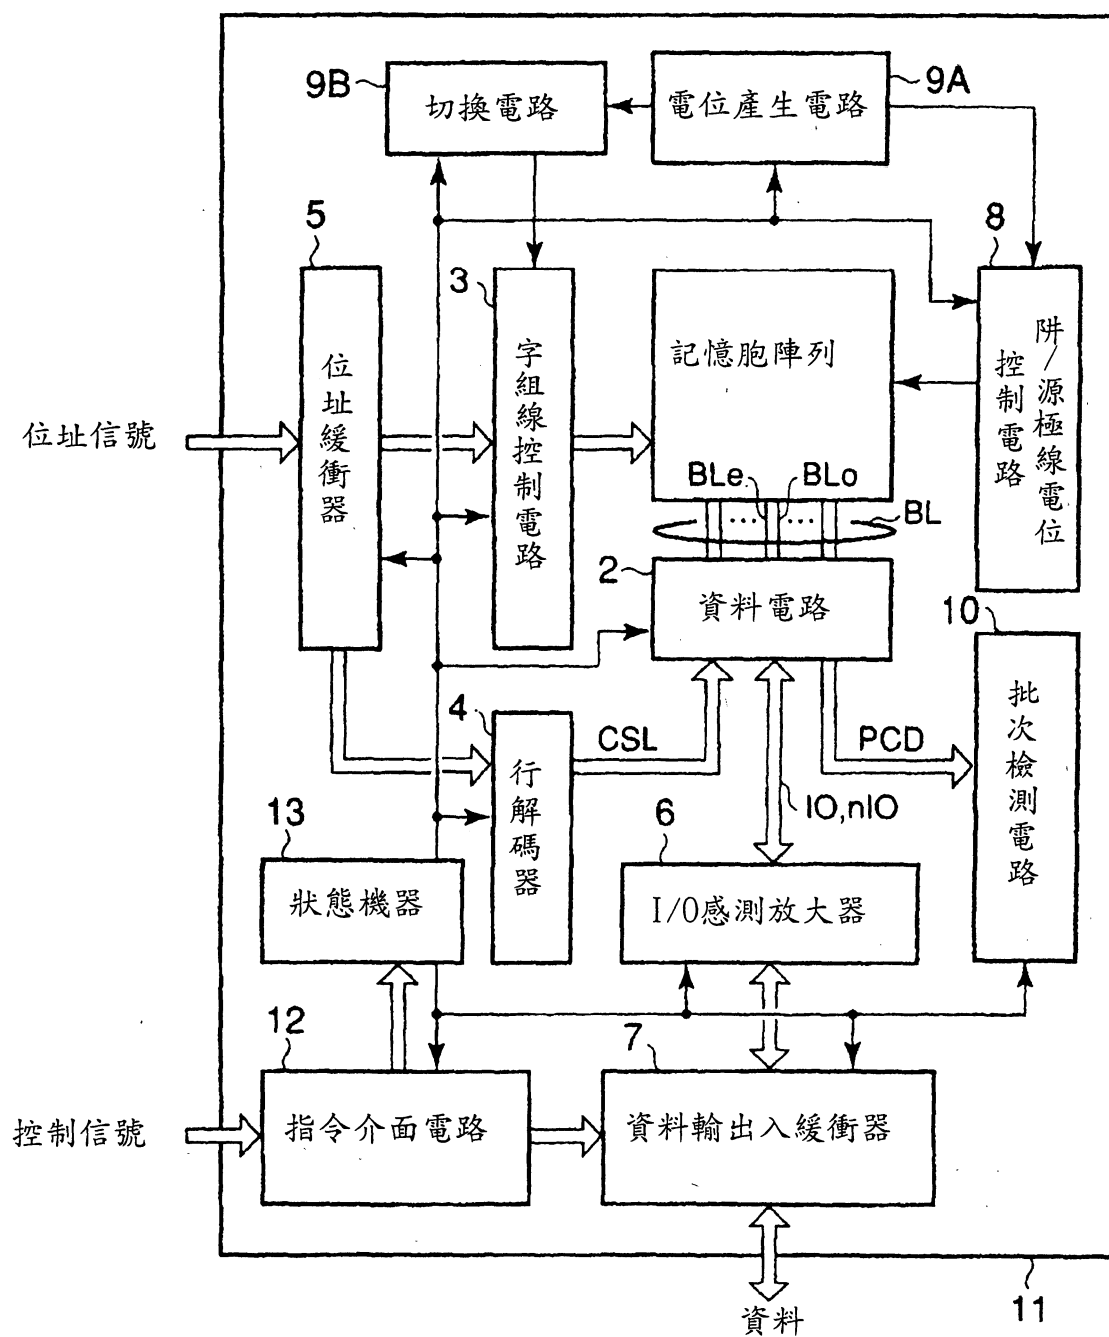 9B
切換電路
電位產生電路
9A
5
3
8
位址信號
位址緩衝器
字組線控制電路
記憶胞陣列
阱/源極線電位
控制電路
BLe
BLo
BL
... ...
2
資料電路
10
4
CSL
PCD
行解碼器
批次檢測電路
IO,nIO
13
狀態機器
6
I/O感測放大器
12
7
控制信號
指令介面電路
資料輸出入緩衝器
資料
11